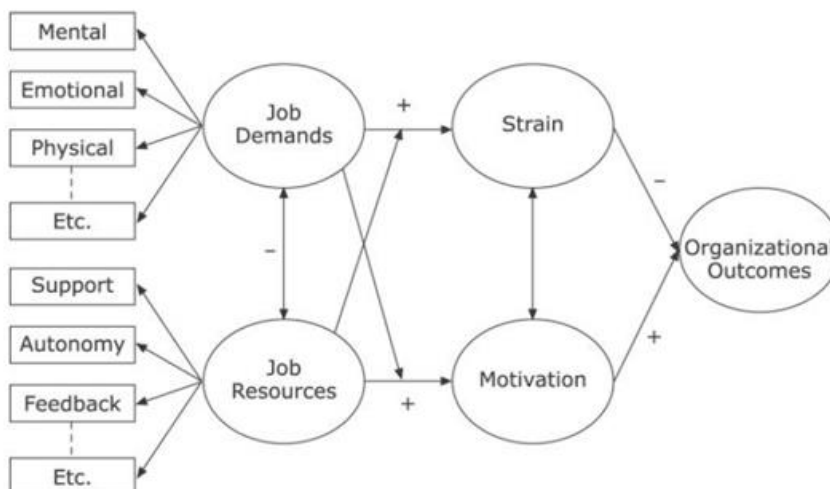 Mental
Emotional
Physical
Etc.
Support
Autonomy
Feedback
Etc.
Job
Demands
Job
Resources
+
-
+
Strain
Motivation
-
+
Organizational
Outcomes